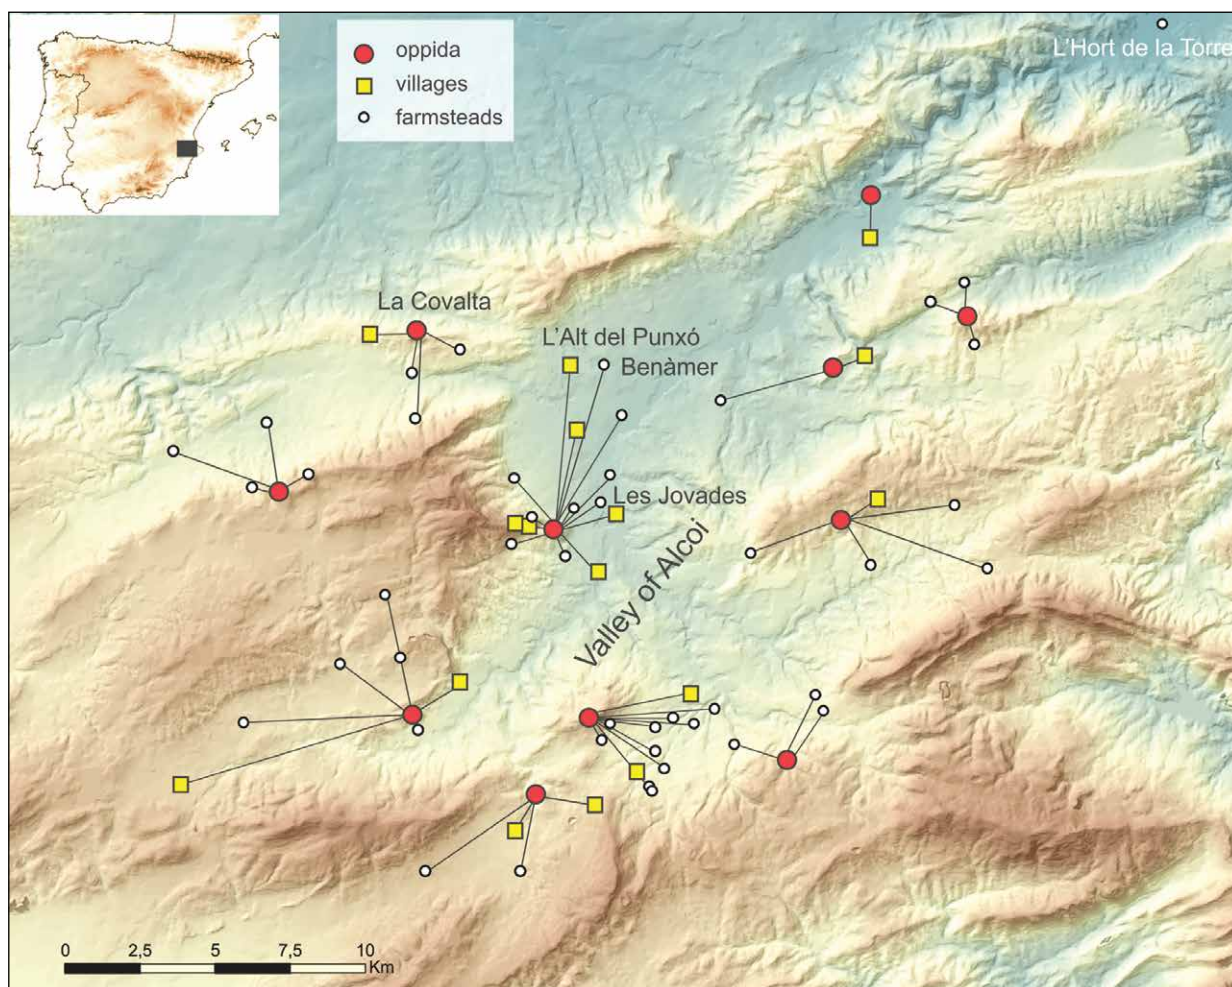 oppida
villages
farmsteads
L'Hort de la Torre
La Covalta
L'Alt del Punxó
Benàmer
Les Jovades
Valley of Alcoi
0 2,5 5 7,5 10
Km